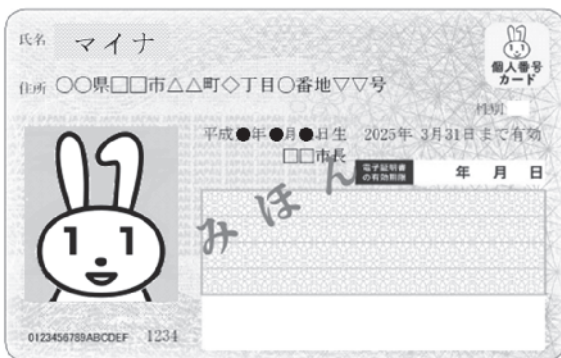 氏名 マイナ
個人番号
カード
住所 〇〇県□□市△△町◇丁目〇番地▽▽号
性別
平成●年●月●日生 2025年 3月31日まで有効
□□市長
電子証明書
の有効期限
年 月 日
みほん
1 1
0123456789ABCDEF 1234